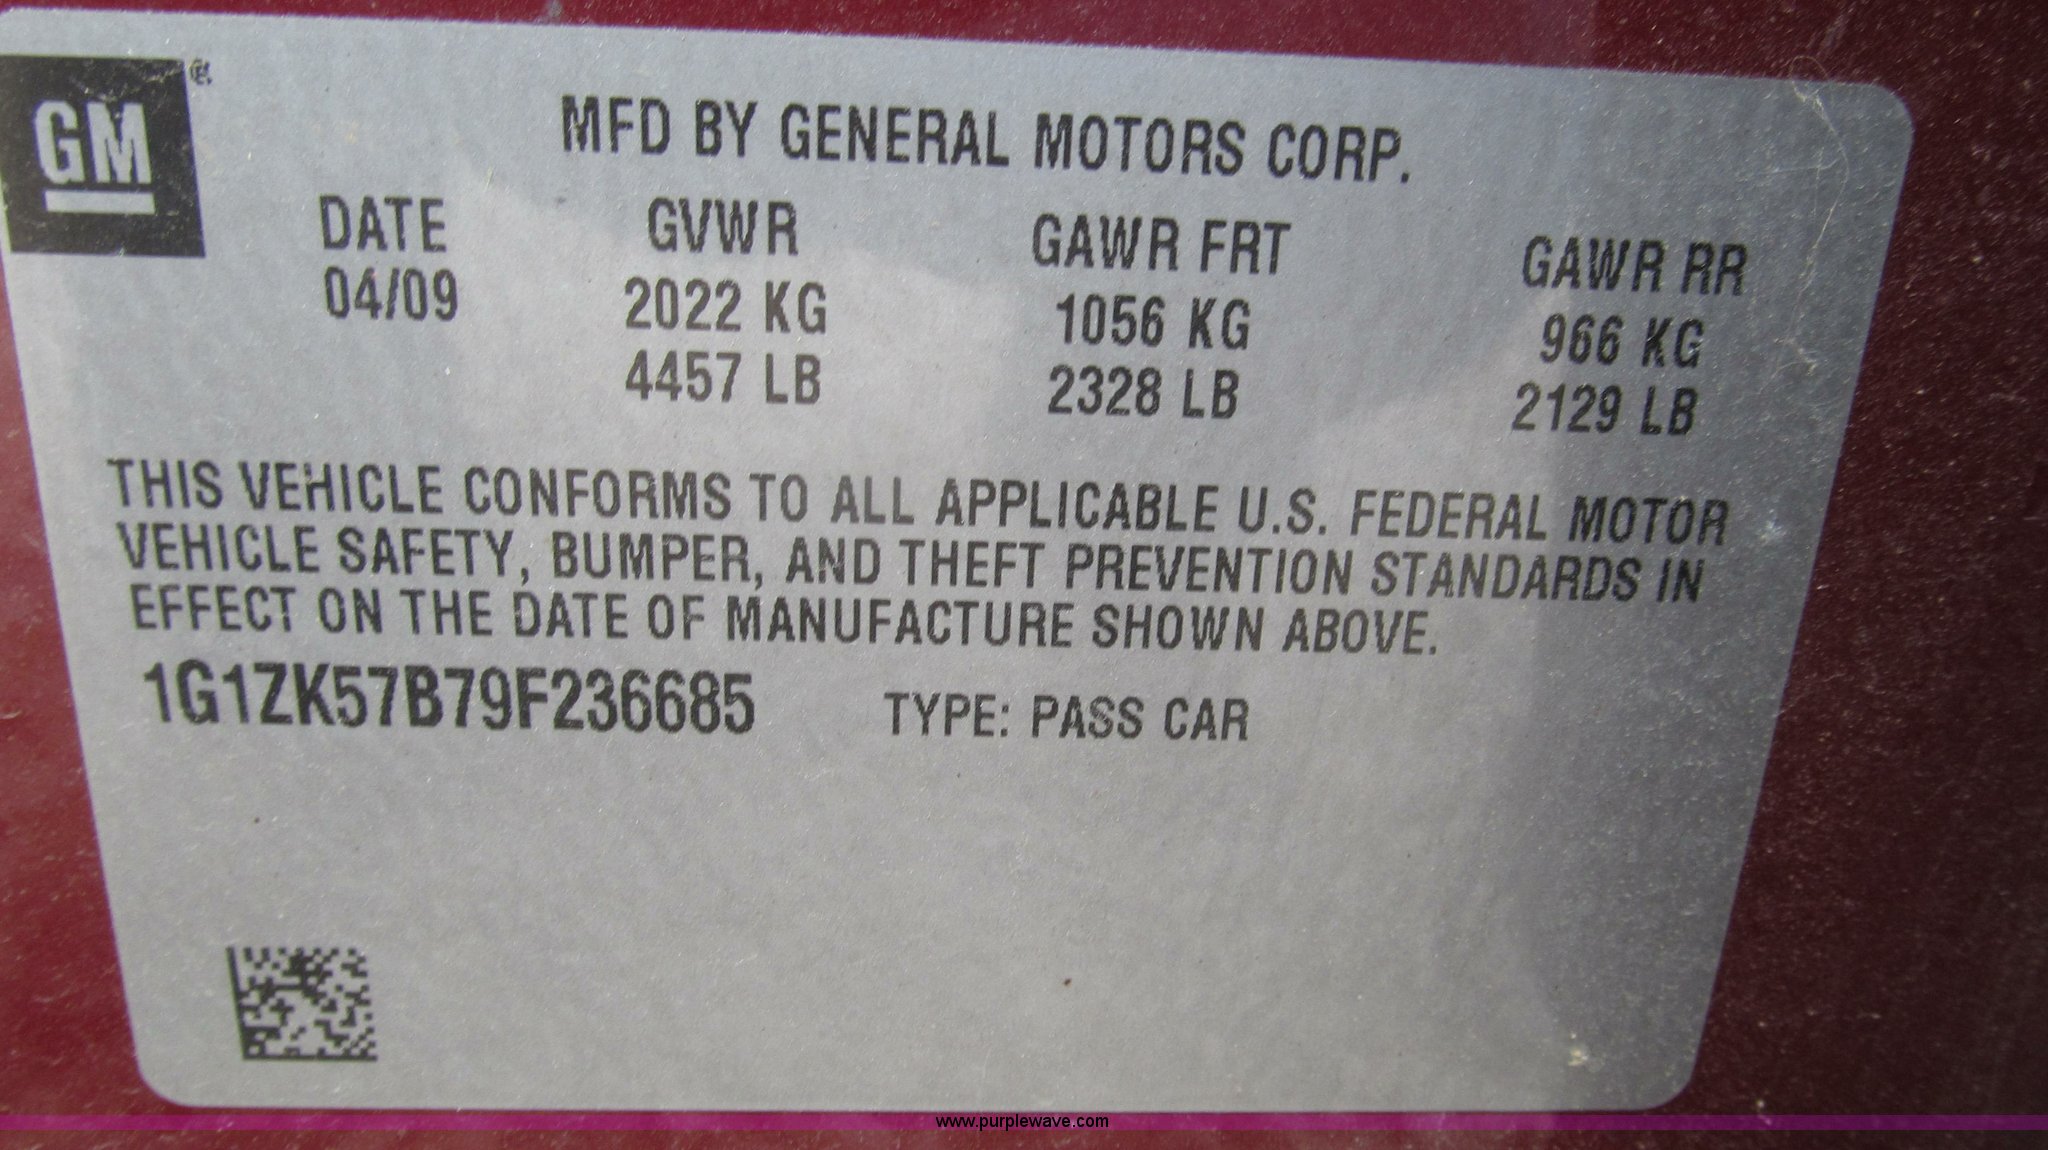 GM
MFD BY GENERAL MOTORS CORP.
DATE GVWR GAWR FRT GAWR RR
04/09 2022 KG 1056 KG 966 KG
4457 LB 2328 LB 2129 LB
THIS VEHICLE CONFORMS TO ALL APPLICABLE U.S. FEDERAL MOTOR
VEHICLE SAFETY, BUMPER, AND THEFT PREVENTION STANDARDS IN
EFFECT ON THE DATE OF MANUFACTURE SHOWN ABOVE.
1G1ZK57B79F236685 TYPE: PASS CAR
www.purplewave.com